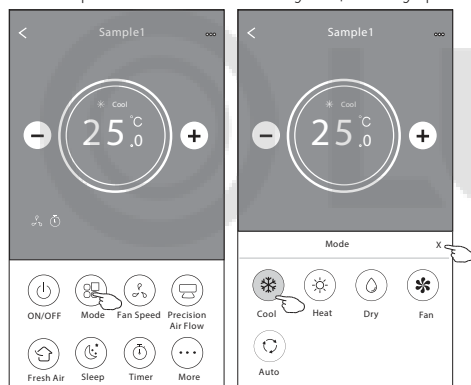 Sample1
Cool
25.0 °C
ON/OFF Mode Fan Speed Precision Air Flow
Fresh Air Sleep Timer More
Sample1
Cool
25.0 °C
Mode X
Cool Heat Dry Fan
Auto